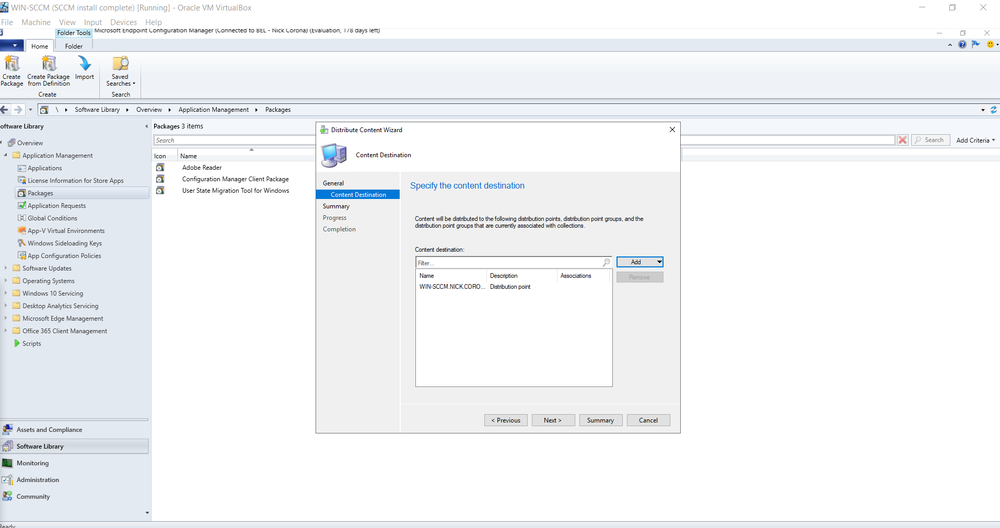 WIN-SCCM (SCCM install complete) [Running] - Oracle VM VirtualBox
File Machine View Input Devices Help
Folder Tools Microsoft Endpoint Configuration Manager (Connected to BEL - Nick Corona) (Evaluation, 178 days left)
Home Folder
Create Package
Create Package from Definition
Import
Saved Searches
Create
Search
\ Software Library Overview Application Management Packages
oftware Library
Overview
Application Management
Applications
License Information for Store Apps
Packages
Application Requests
Global Conditions
App-V Virtual Environments
Windows Sideloading Keys
App Configuration Policies
Software Updates
Operating Systems
Windows 10 Servicing
Desktop Analytics Servicing
Microsoft Edge Management
Office 365 Client Management
Scripts
Assets and Compliance
Software Library
Monitoring
Administration
Community
Ready
Packages 3 items
Search
Search Add Criteria
Icon Name
Adobe Reader
Configuration Manager Client Package
User State Migration Tool for Windows
Distribute Content Wizard
Content Destination
General
Content Destination
Summary
Progress
Completion
Specify the content destination
Content will be distributed to the following distribution points, distribution point groups, and the
distribution point groups that are currently associated with collections.
Content destination:
Filter...
Add
Remove
Name Description Associations
WIN-SCCM.NICK.CORO... Distribution point
< Previous Next > Summary Cancel